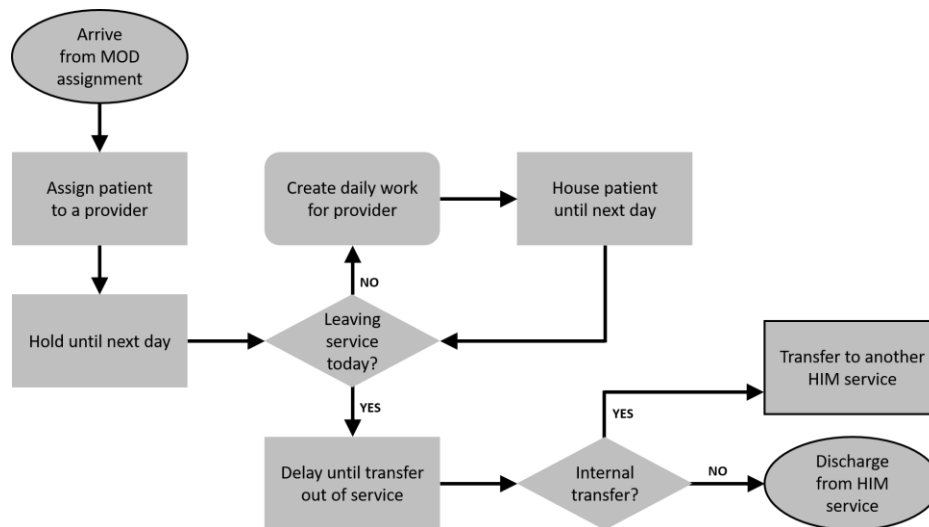 Arrive
from MOD
assignment
Assign patient
to a provider
Create daily work
for provider
House patient
until next day
NO
Hold until next day
Leaving
service
today?
Transfer to another
HIM service
YES
YES
Delay until transfer
out of service
Internal
transfer?
NO
Discharge
from HIM
service